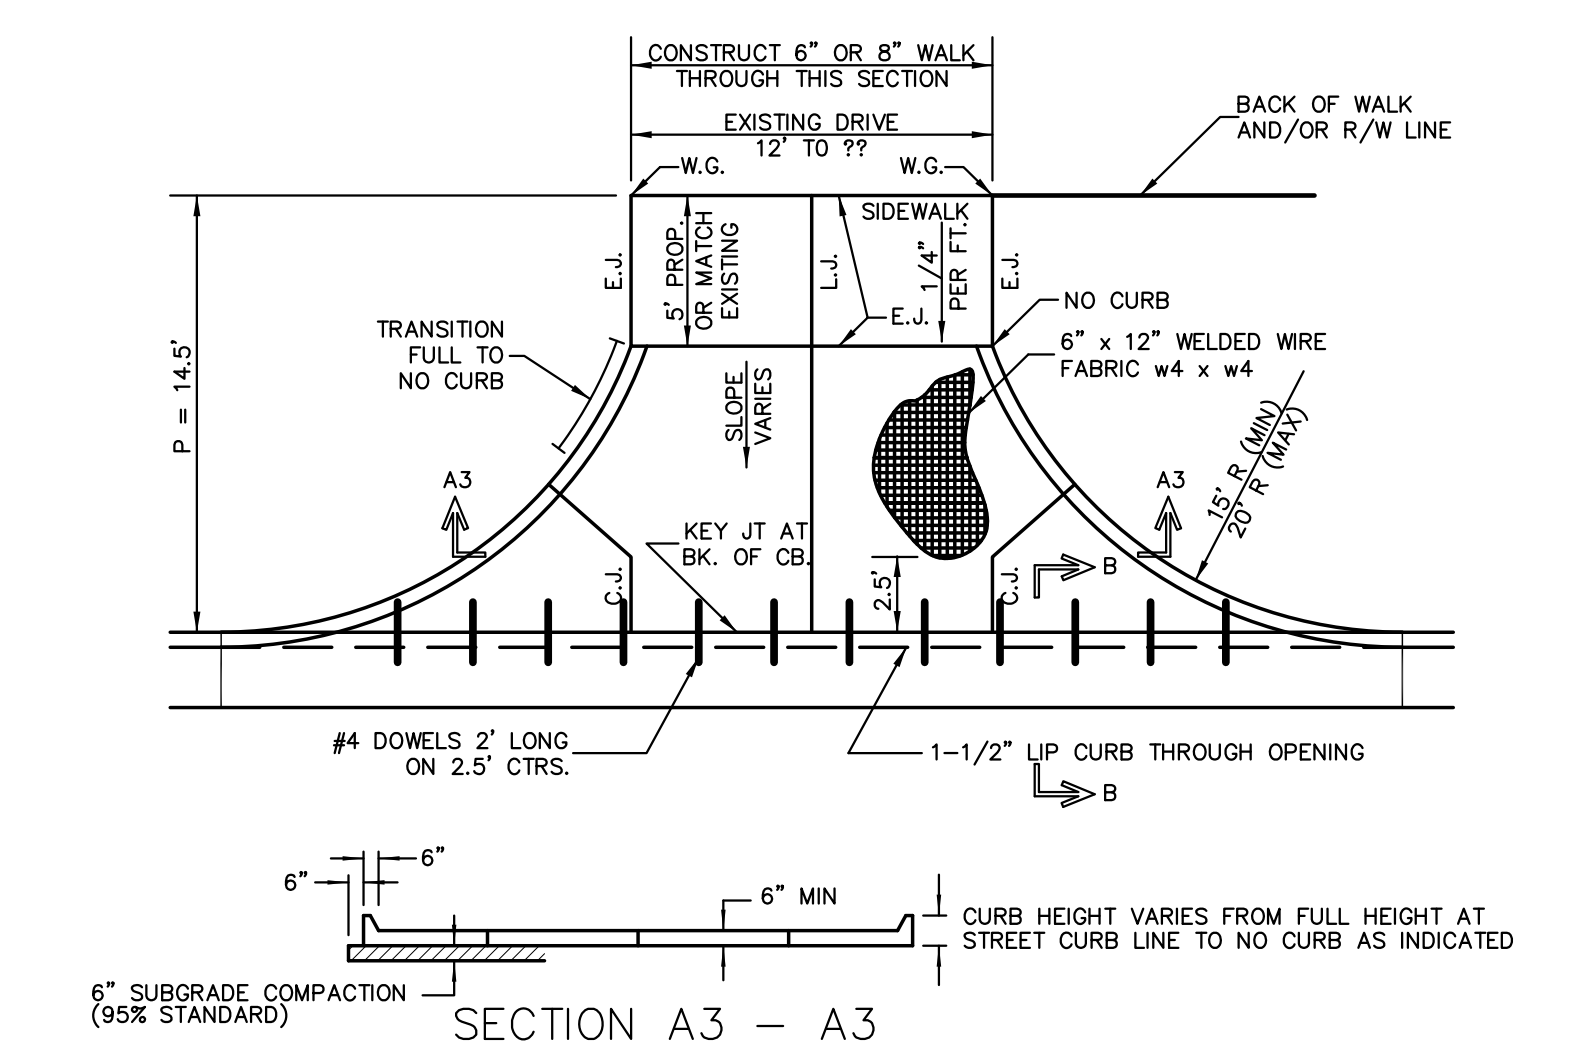 CONSTRUCT 6” OR 8” WALK
THROUGH THIS SECTION
EXISTING DRIVE
12’ TO ??
W.G.
W.G.
BACK OF WALK
AND/OR R/W LINE
SIDEWALK
E.J.
5’ PROP.
OR MATCH
EXISTING
L.J.
1/4”
PER FT.
E.J.
E.J.
NO CURB
TRANSITION
FULL TO
NO CURB
6” x 12” WELDED WIRE
FABRIC w4 x w4
P = 14.5’
SLOPE
VARIES
15’ R (MIN)
20’ R (MAX)
A3
A3
KEY JT AT
BK. OF CB.
C.J.
2.5’
C.J.
B
#4 DOWELS 2’ LONG
ON 2.5’ CTRS.
1-1/2” LIP CURB THROUGH OPENING
B
6”
6”
6” MIN
CURB HEIGHT VARIES FROM FULL HEIGHT AT
STREET CURB LINE TO NO CURB AS INDICATED
6” SUBGRADE COMPACTION
(95% STANDARD)
SECTION A3 - A3